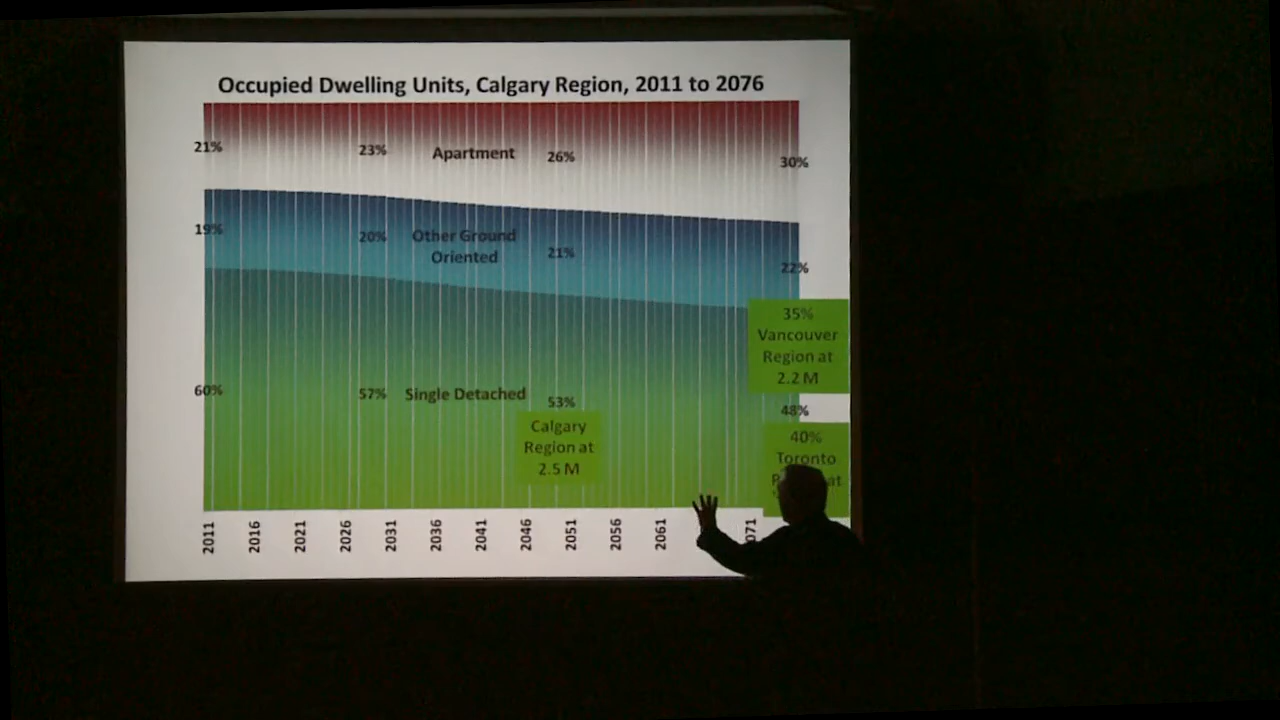 Occupied Dwelling Units, Calgary Region, 2011 to 2076
21%
23%
Apartment
26%
30%
19%
20%
Other Ground
Oriented
21%
22%
35%
Vancouver
Region at
2.2 M
60%
57%
Single Detached
53%
48%
Calgary
Region at
2.5 M
40%
Toronto
at
2011
2016
2021
2026
2031
2036
2041
2046
2051
2056
2061
071